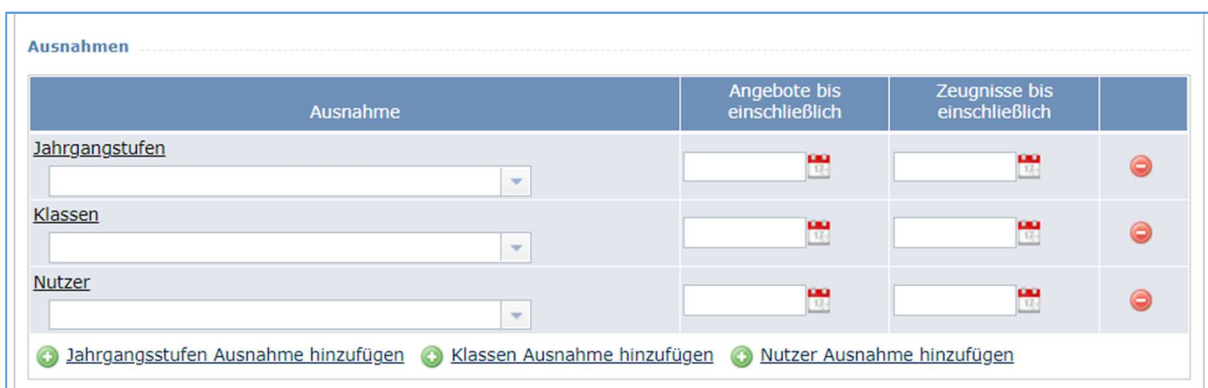 Ausnahmen
Ausnahme
Angebote bis
einschließlich
Zeugnisse bis
einschließlich
Jahrgangstufen
Klassen
Nutzer
Jahrgangsstufen Ausnahme hinzufügen Klassen Ausnahme hinzufügen Nutzer Ausnahme hinzufügen